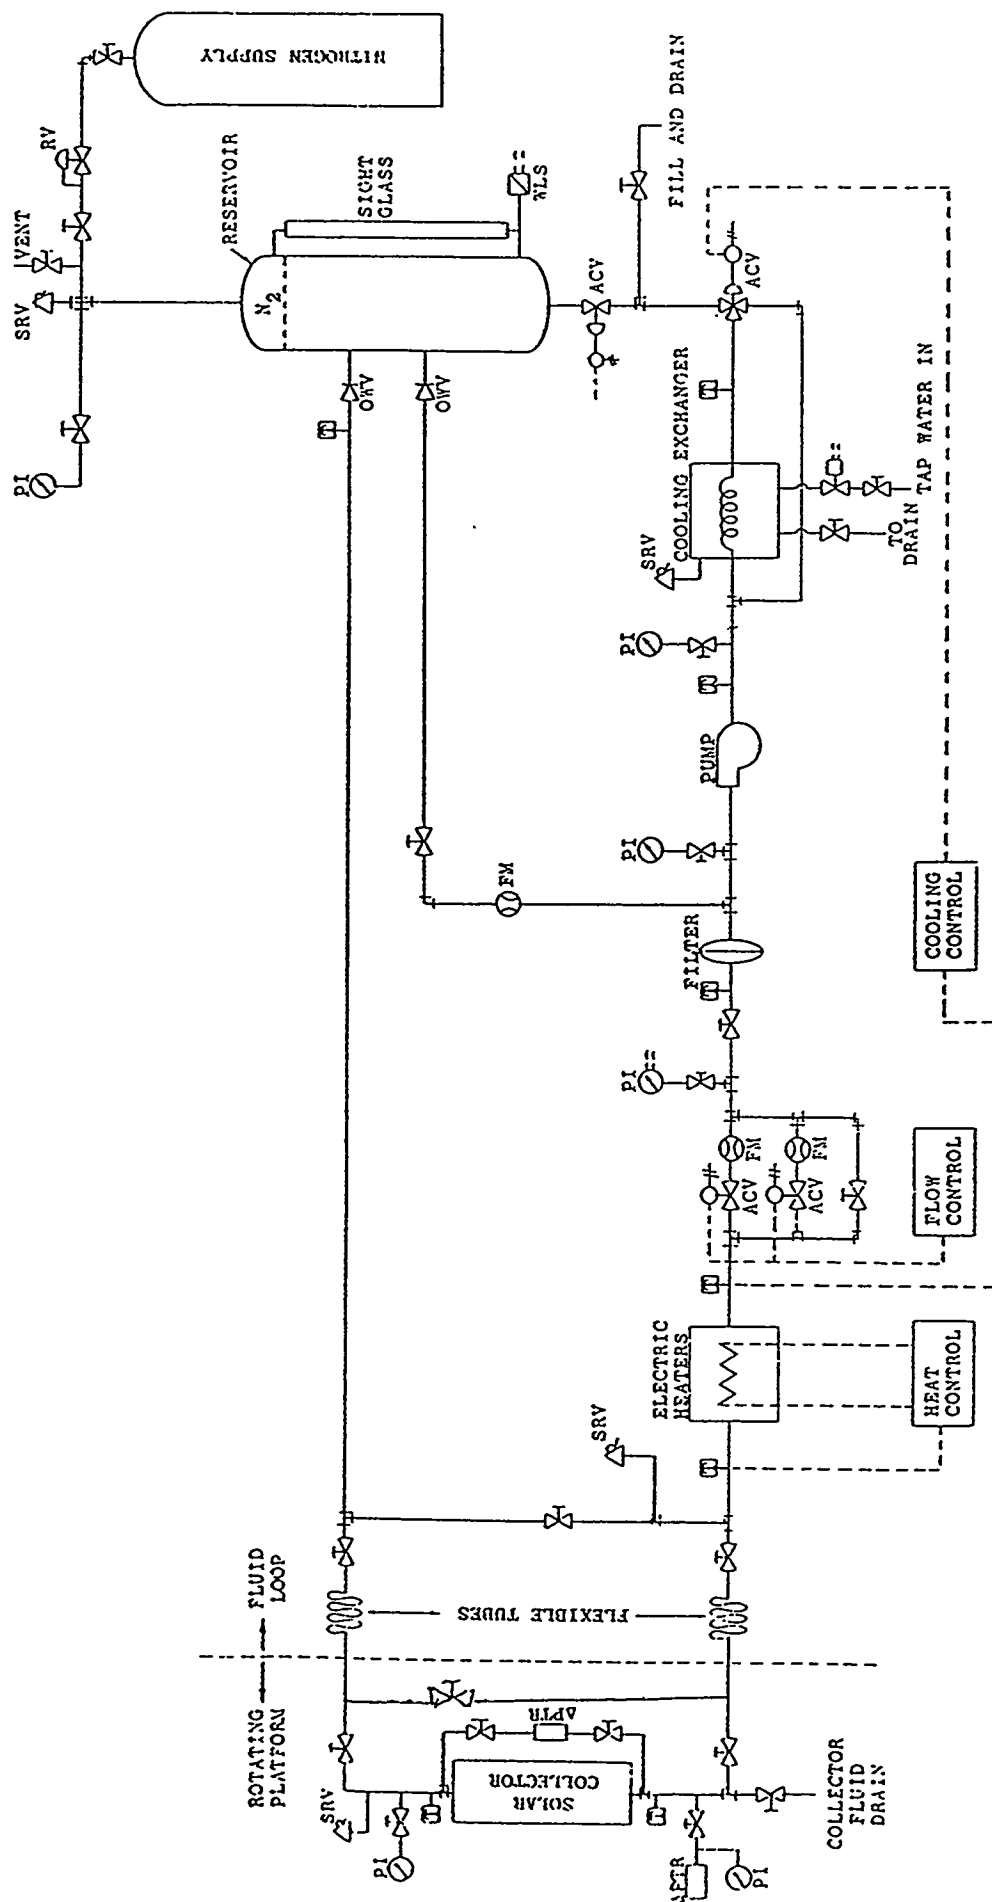 NITROGEN SUPPLY
RV
VENT
SRV
PI
RESERVOIR
N2
SIGHT
GLASS
WLS
OWV
OWV
FILL AND DRAIN
ACV
ACV
COOLING EXCHANGER
SRV
TAP WATER IN
TO
DRAIN
PI
PUMP
PI
FM
FILTER
COOLING
CONTROL
PI
FM
FM
ACV
ACV
FLOW
CONTROL
ELECTRIC
HEATERS
HEAT
CONTROL
SRV
FLEXIBLE TUBES
FLUID
LOOP
ROTATING
PLATFORM
ΔPTR
SOLAR
COLLECTOR
SRV
PI
COLLECTOR
FLUID
DRAIN
PI